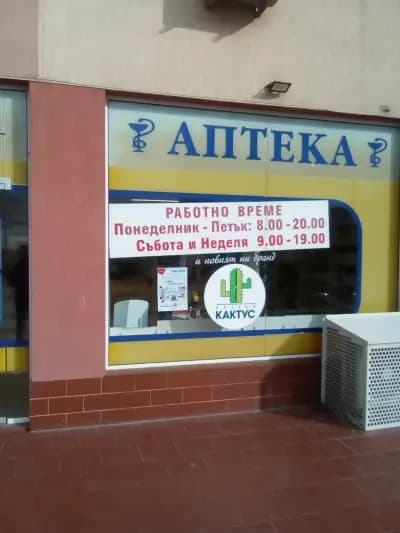 АПТЕКА
РАБОТНО ВРЕМЕ
Понеделник - Петък: 8.00 - 20.00
Събота и Неделя 9.00 - 19.00
и новият ни бранд
АПТЕКИ
КАКТУС